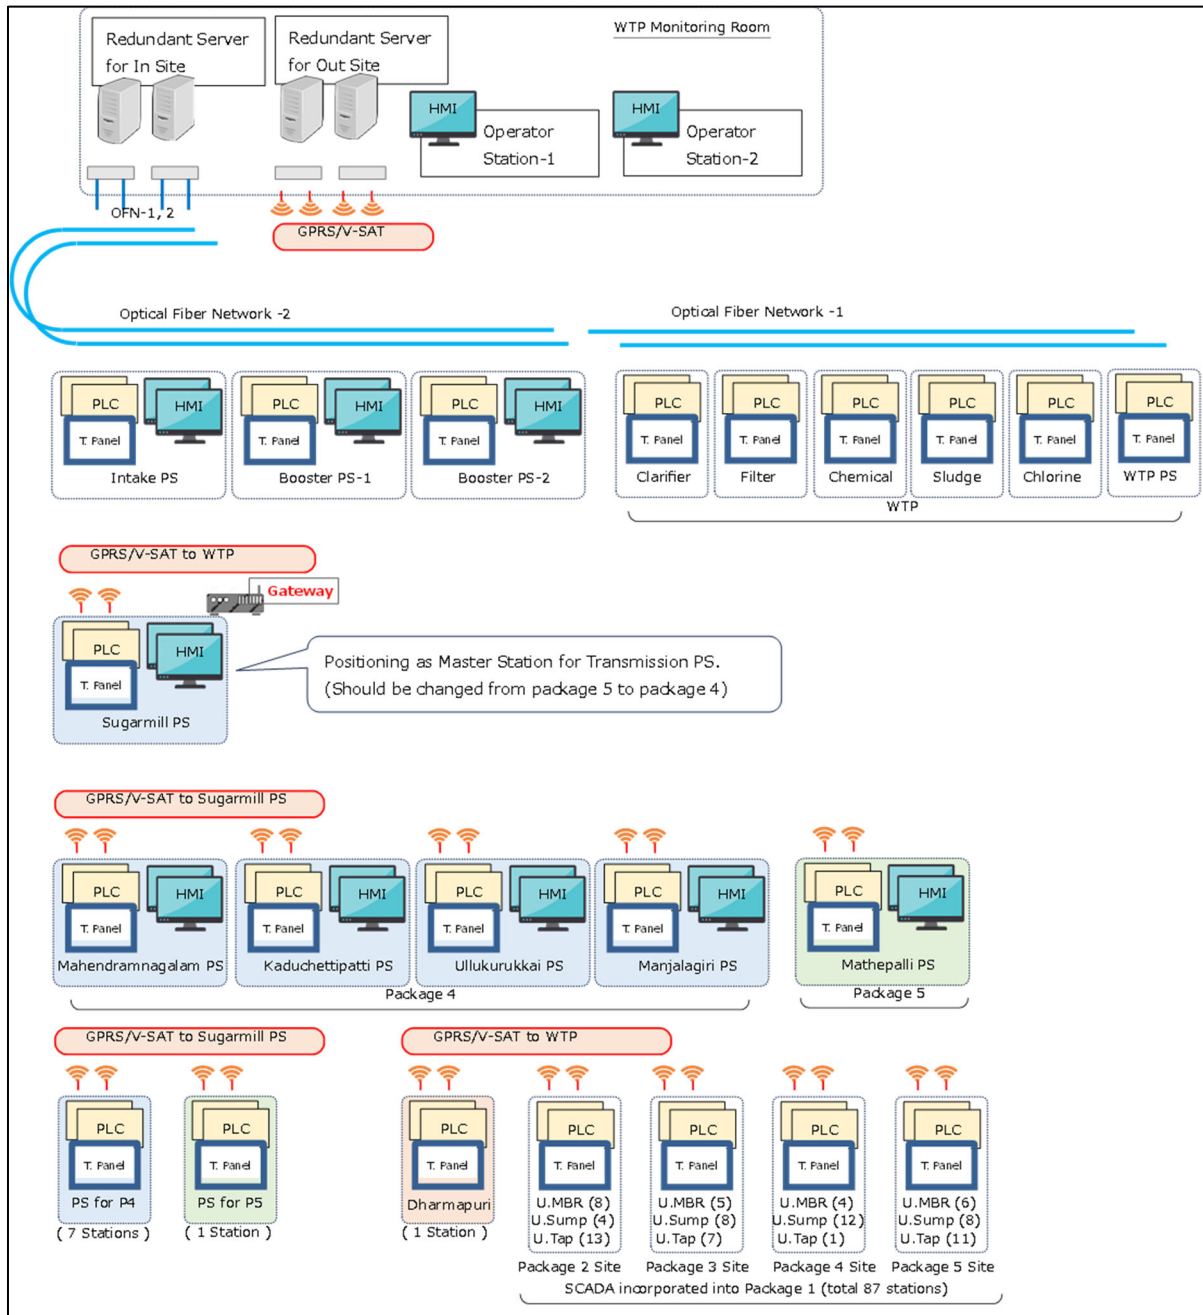 WTP Monitoring Room
Redundant Server
for In Site
Redundant Server
for Out Site
HMI
Operator
Station-1
HMI
Operator
Station-2
OFN-1, 2
GPRS/V-SAT
Optical Fiber Network -2
Optical Fiber Network -1
PLC
T. Panel
HMI
Intake PS
PLC
T. Panel
HMI
Booster PS-1
PLC
T. Panel
HMI
Booster PS-2
PLC
T. Panel
Clarifier
PLC
T. Panel
Filter
PLC
T. Panel
Chemical
PLC
T. Panel
Sludge
PLC
T. Panel
Chlorine
PLC
T. Panel
WTP PS
WTP
GPRS/V-SAT to WTP
Gateway
PLC
T. Panel
HMI
Sugarmill PS
Positioning as Master Station for Transmission PS.
(Should be changed from package 5 to package 4)
GPRS/V-SAT to Sugarmill PS
PLC
T. Panel
HMI
Mahendramnagalam PS
PLC
T. Panel
HMI
Kaduchettipatti PS
PLC
T. Panel
HMI
Ullukurukkai PS
PLC
T. Panel
HMI
Manjalagiri PS
Package 4
PLC
T. Panel
HMI
Mathepalli PS
Package 5
GPRS/V-SAT to Sugarmill PS
PLC
T. Panel
PS for P4
( 7 Stations )
PLC
T. Panel
PS for P5
( 1 Station )
GPRS/V-SAT to WTP
PLC
T. Panel
Dharmapuri
( 1 Station )
PLC
T. Panel
U.MBR (8)
U.Sump (4)
U.Tap (13)
Package 2 Site
PLC
T. Panel
U.MBR (5)
U.Sump (8)
U.Tap (7)
Package 3 Site
PLC
T. Panel
U.MBR (4)
U.Sump (12)
U.Tap (1)
Package 4 Site
PLC
T. Panel
U.MBR (6)
U.Sump (8)
U.Tap (11)
Package 5 Site
SCADA incorporated into Package 1 (total 87 stations)